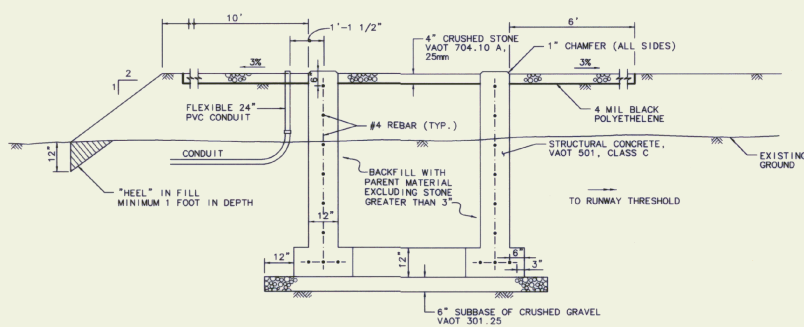 10'
1'-1 1/2"
6'
4" CRUSHED STONE
VAOT 704.10 A,
25mm
1" CHAMFER (ALL SIDES)
3%
3%
2
1
6"
FLEXIBLE 24"
PVC CONDUIT
#4 REBAR (TYP.)
4 MIL BLACK
POLYETHELENE
12"
CONDUIT
STRUCTURAL CONCRETE,
VAOT 501, CLASS C
EXISTING
GROUND
BACKFILL WITH
PARENT MATERIAL
EXCLUDING STONE
GREATER THAN 3"
"HEEL" IN FILL
MINIMUM 1 FOOT IN DEPTH
TO RUNWAY THRESHOLD
12"
12"
12"
6"
3"
6" SUBBASE OF CRUSHED GRAVEL
VAOT 301.25